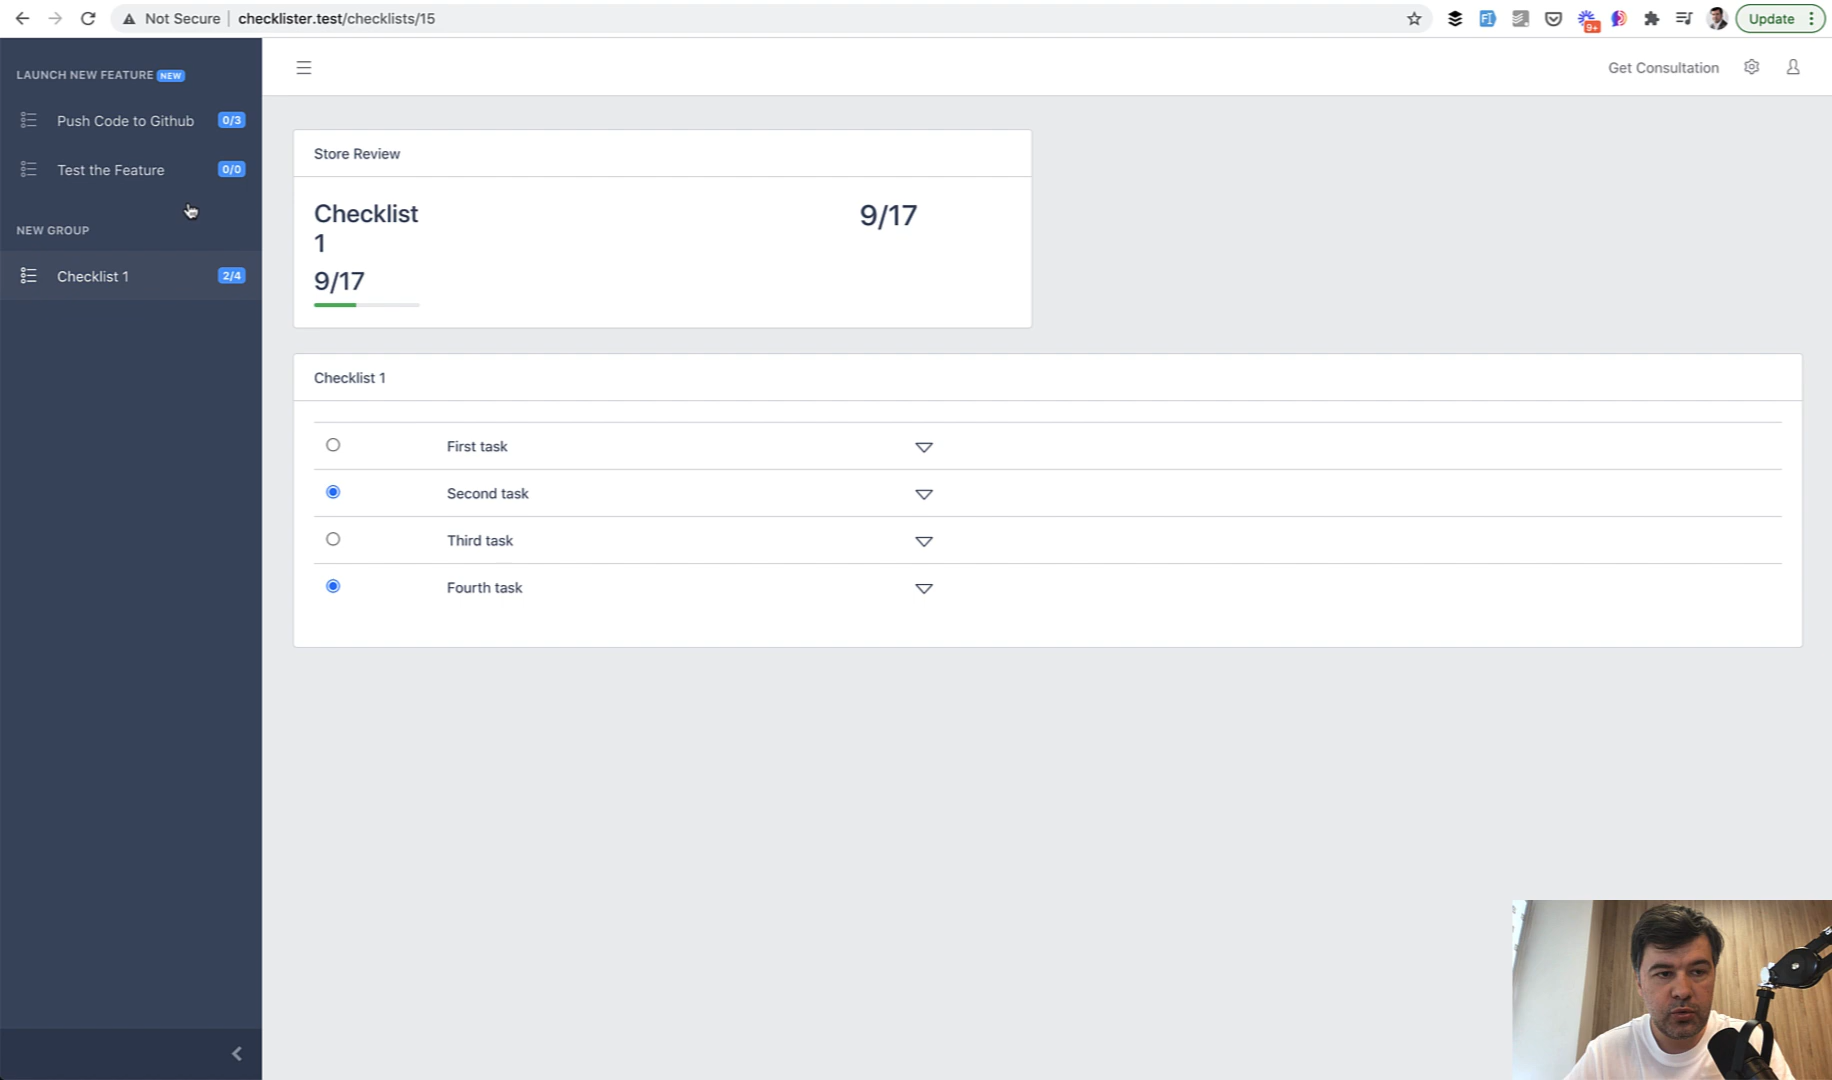 Not Secure
checklister.test/checklists/15
9+
Update
LAUNCH NEW FEATURE NEW
Push Code to Github 0/3
Test the Feature 0/0
NEW GROUP
Checklist 1 2/4
Get Consultation
Store Review
Checklist
1
9/17
9/17
Checklist 1
First task
Second task
Third task
Fourth task